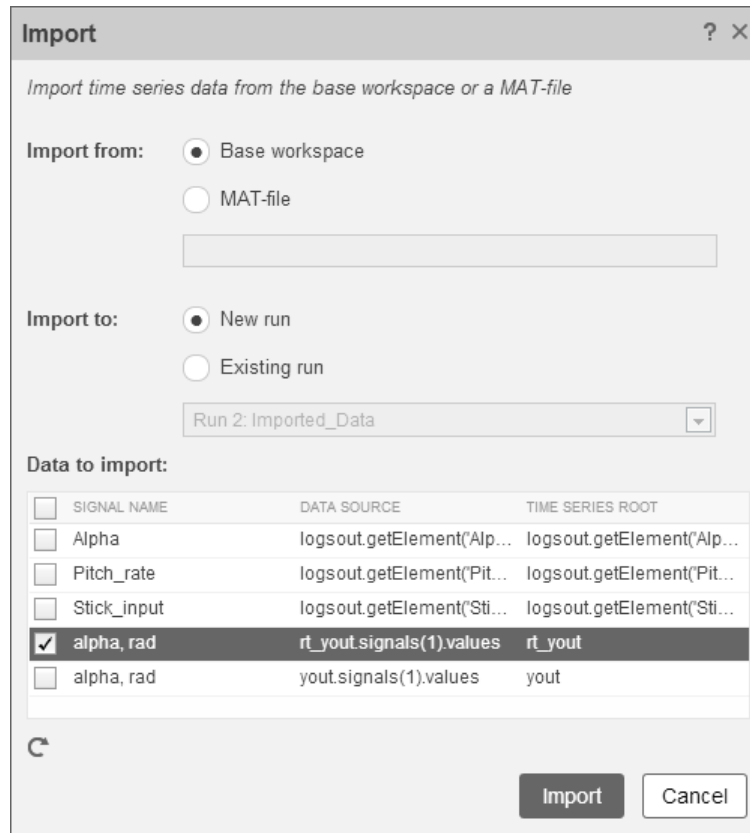 Import ? ×
Import time series data from the base workspace or a MAT-file
Import from: Base workspace
MAT-file
Import to: New run
Existing run
Run 2: Imported_Data
Data to import:
SIGNAL NAME DATA SOURCE TIME SERIES ROOT
Alpha logsout.getElement('Alp... logsout.getElement('Alp...
Pitch_rate logsout.getElement('Pit... logsout.getElement('Pit...
Stick_input logsout.getElement('Sti... logsout.getElement('Sti...
alpha, rad rt_yout.signals(1).values rt_yout
alpha, rad yout.signals(1).values yout
Import Cancel